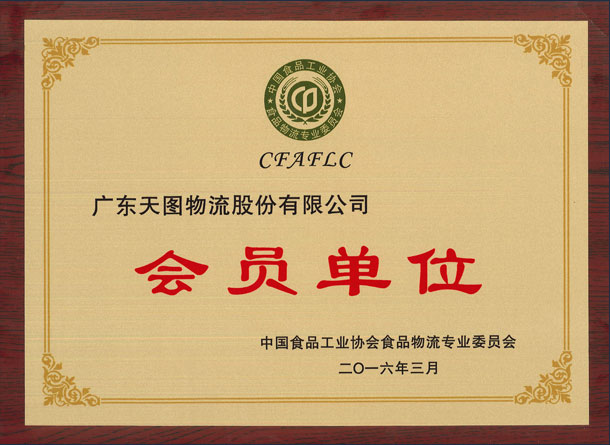 中国食品工业协会
食品物流专业委员会
CFAFLC
广东天图物流股份有限公司
会员单位
中国食品工业协会食品物流专业委员会
二〇一六年三月